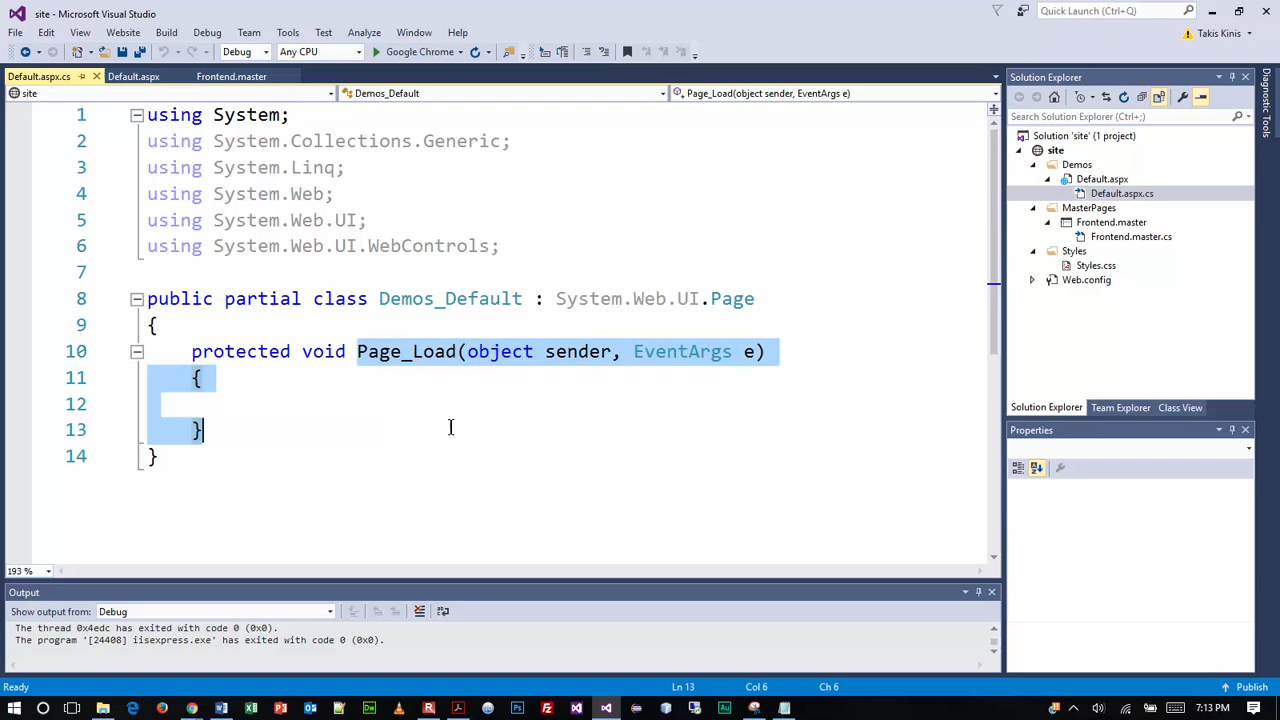 site - Microsoft Visual Studio
Quick Launch (Ctrl+Q)
File Edit View Website Build Debug Team Tools Test Analyze Window Help
Takis Kinis
Debug Any CPU Google Chrome
Default.aspx.cs Default.aspx Frontend.master
site Demos_Default Page_Load(object sender, EventArgs e)
1 using System;
2 using System.Collections.Generic;
3 using System.Linq;
4 using System.Web;
5 using System.Web.UI;
6 using System.Web.UI.WebControls;
7
8 public partial class Demos_Default : System.Web.UI.Page
9 {
10 protected void Page_Load(object sender, EventArgs e)
11 {
12
13 }
14 }
193 %
Output
Show output from: Debug
The thread 0x4edc has exited with code 0 (0x0).
The program '[24408] iisexpress.exe' has exited with code 0 (0x0).
Solution Explorer
Search Solution Explorer (Ctrl+;)
Solution 'site' (1 project)
site
Demos
Default.aspx
Default.aspx.cs
MasterPages
Frontend.master
Frontend.master.cs
Styles
Styles.css
Web.config
Solution Explorer Team Explorer Class View
Properties
Diagnostic Tools
Ready Ln 13 Col 6 Ch 6 Publish
7:13 PM